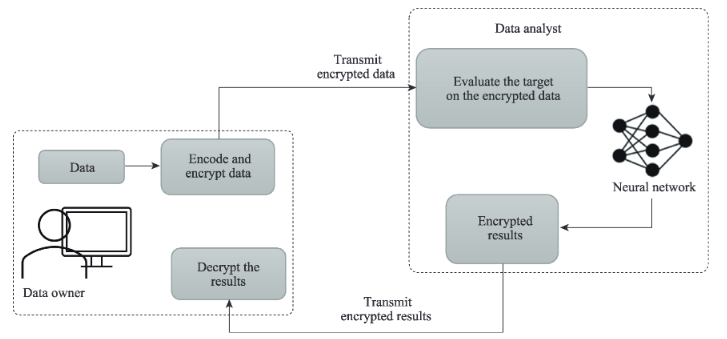 Data analyst
Transmit
encrypted data
Evaluate the target
on the encrypted data
Data
Encode and
encrypt data
Neural network
Encrypted
results
Decrypt the
results
Data owner
Transmit
encrypted results